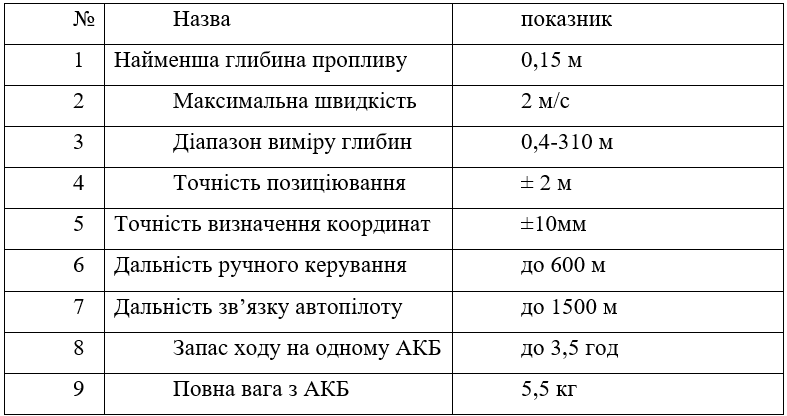 № Назва показник
1 Найменша глибина пропливу 0,15 м
2 Максимальна швидкість 2 м/с
3 Діапазон виміру глибин 0,4-310 м
4 Точність позиціювання ± 2 м
5 Точність визначення координат ±10мм
6 Дальність ручного керування до 600 м
7 Дальність зв’язку автопілоту до 1500 м
8 Запас ходу на одному АКБ до 3,5 год
9 Повна вага з АКБ 5,5 кг